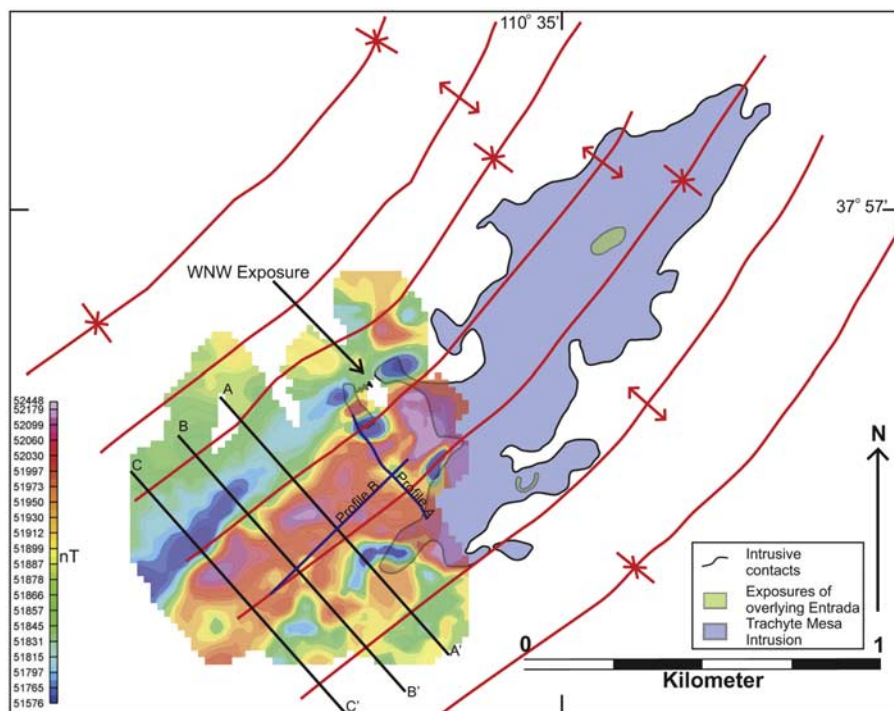 110° 35'
37° 57'
WNW Exposure
A
B
C
Profile B
Profile A
A'
B'
C'
52448
52179
52099
52060
52030
51997
51973
51950
51930
51912
51899
51887
51878
51866
51857
51845
51831
51815
51797
51765
51576
nT
N
Intrusive
contacts
Exposures of
overlying Entrada
Trachyte Mesa
Intrusion
0
1
Kilometer